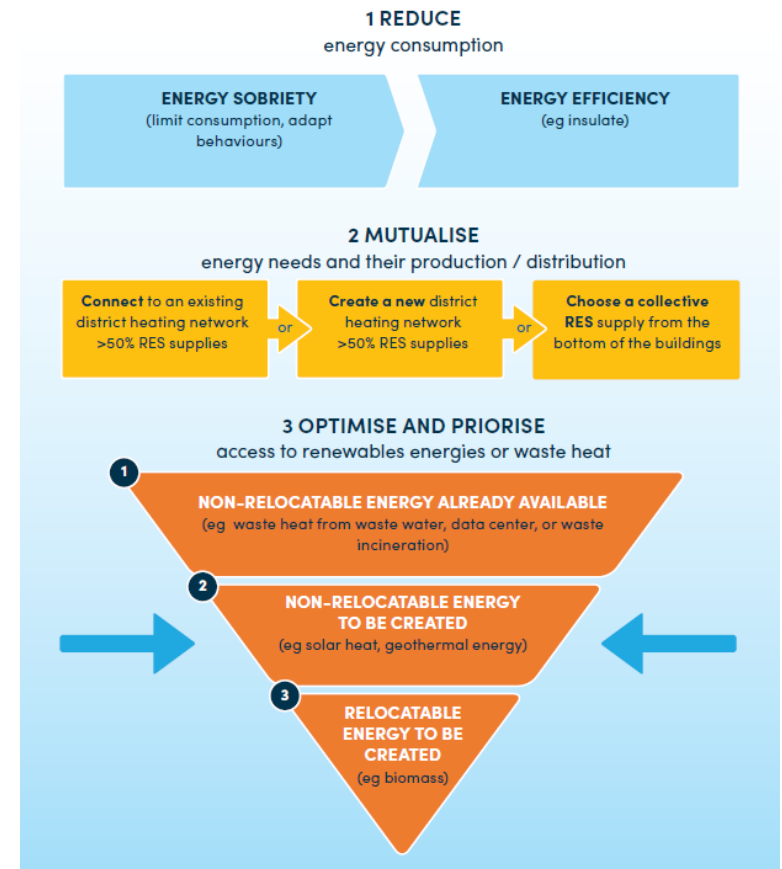 1 REDUCE
energy consumption
ENERGY SOBRIETY
(limit consumption, adapt
behaviours)
ENERGY EFFICIENCY
(eg insulate)
2 MUTUALISE
energy needs and their production / distribution
Connect to an existing
district heating network
>50% RES supplies
or
Create a new district
heating network
>50% RES supplies
or
Choose a collective
RES supply from the
bottom of the buildings
3 OPTIMISE AND PRIORISE
access to renewables energies or waste heat
1
NON-RELOCATABLE ENERGY ALREADY AVAILABLE
(eg waste heat from waste water, data center, or waste
incineration)
2
NON-RELOCATABLE ENERGY
TO BE CREATED
(eg solar heat, geothermal energy)
3
RELOCATABLE
ENERGY TO BE
CREATED
(eg biomass)